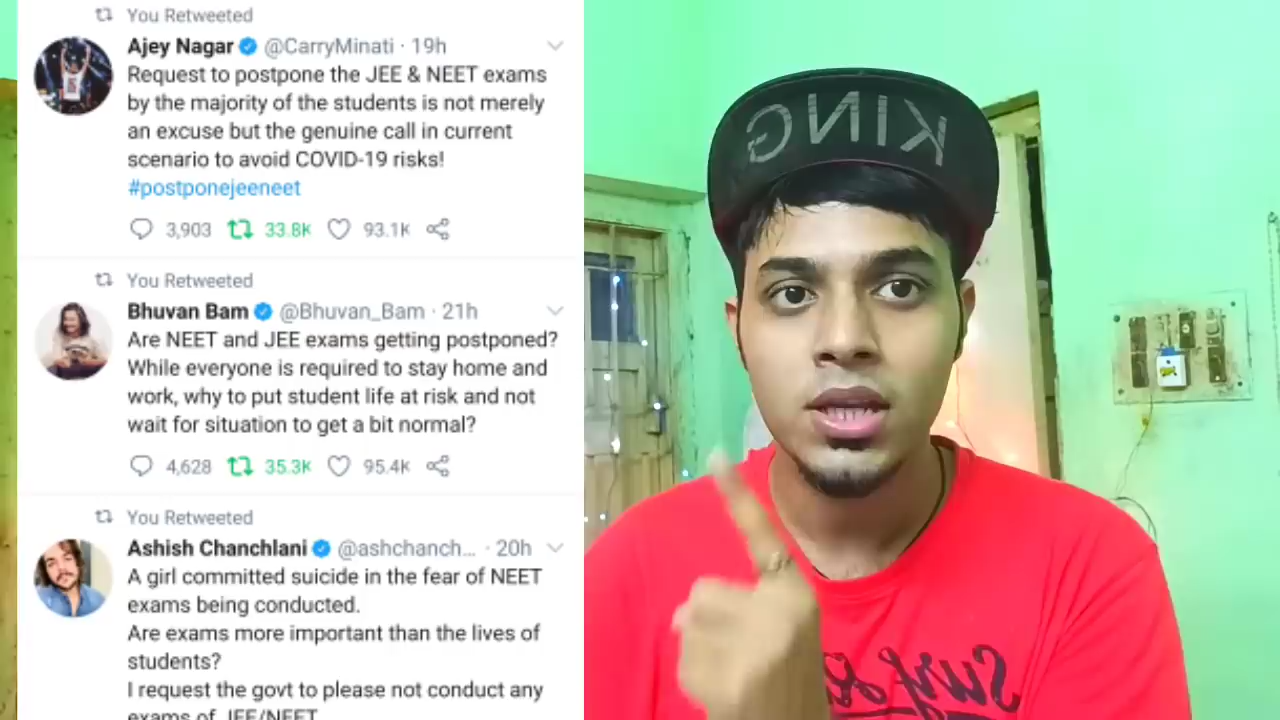 You Retweeted
Ajey Nagar @CarryMinati · 19h
Request to postpone the JEE & NEET exams
by the majority of the students is not merely
an excuse but the genuine call in current
scenario to avoid COVID-19 risks!
#postponejeeneet
3,903 33.8K 93.1K
You Retweeted
Bhuvan Bam @Bhuvan_Bam · 21h
Are NEET and JEE exams getting postponed?
While everyone is required to stay home and
work, why to put student life at risk and not
wait for situation to get a bit normal?
4,628 35.3K 95.4K
You Retweeted
Ashish Chanchlani @ashchanch... · 20h
A girl committed suicide in the fear of NEET
exams being conducted.
Are exams more important than the lives of
students?
I request the govt to please not conduct any
exams of JEE/NEET
KING
Surf